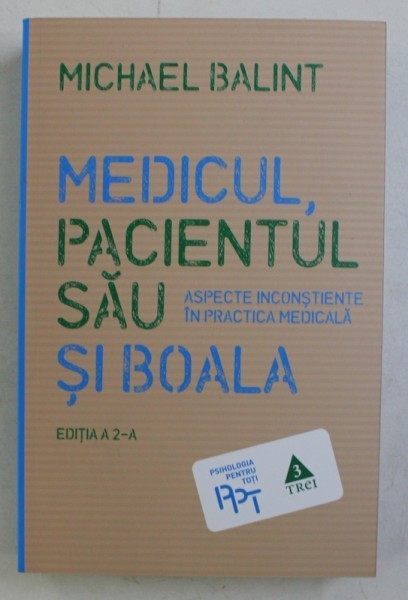 MICHAEL BALINT
MEDICUL,
PACIENTUL
SĂU
ASPECTE INCONȘTIENTE
ÎN PRACTICA MEDICALĂ
ȘI BOALA
EDIȚIA A 2-A
PSIHOLOGIA
PENTRU
TOȚI
PPT
3
TREI